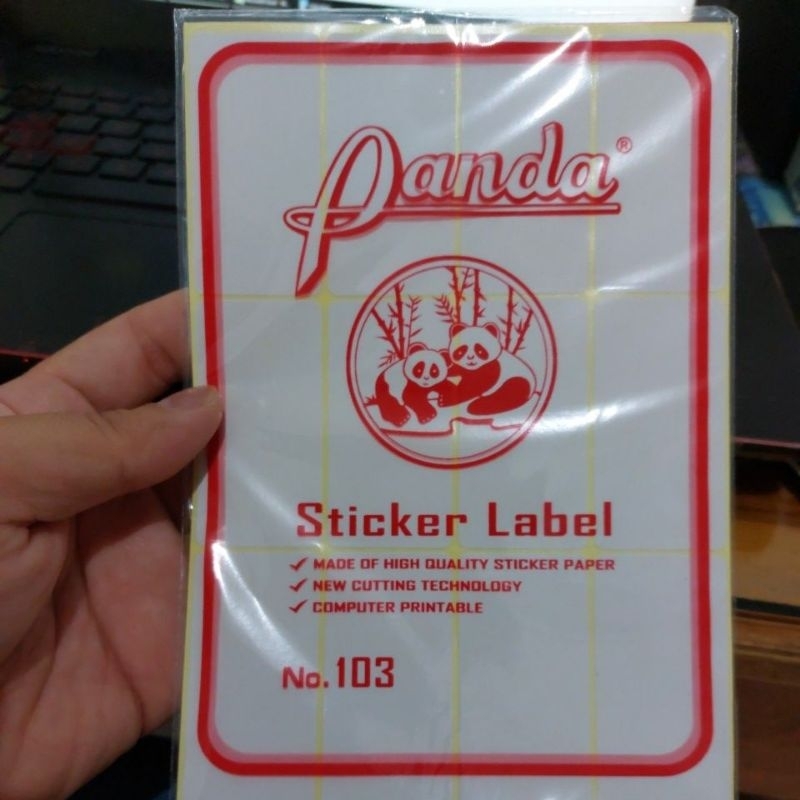 Panda®
Sticker Label
✓ MADE OF HIGH QUALITY STICKER PAPER
✓ NEW CUTTING TECHNOLOGY
✓ COMPUTER PRINTABLE
No.103